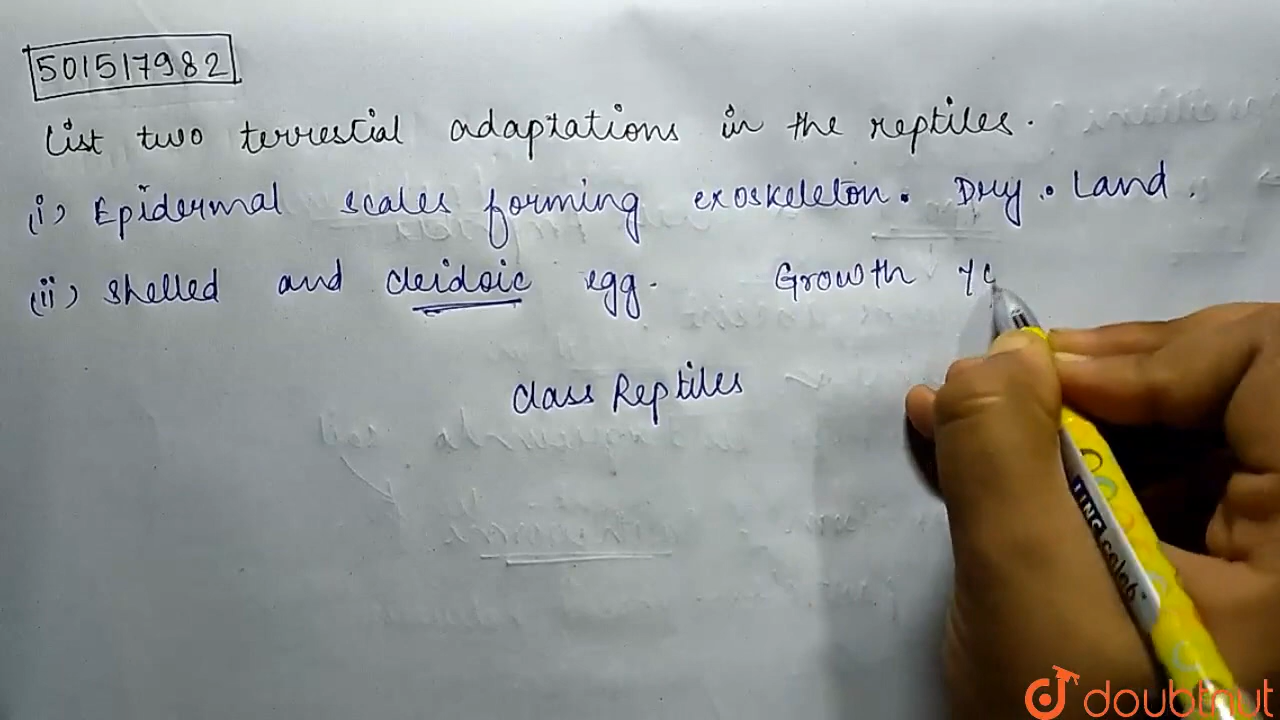 501517982
List two terrestial adaptations in the reptiles.
(i) Epidermal scales forming exoskeleton. Dry. Land.
(ii) Shelled and cleidoic egg. Growth
Class Reptiles
LINC
doubtnut